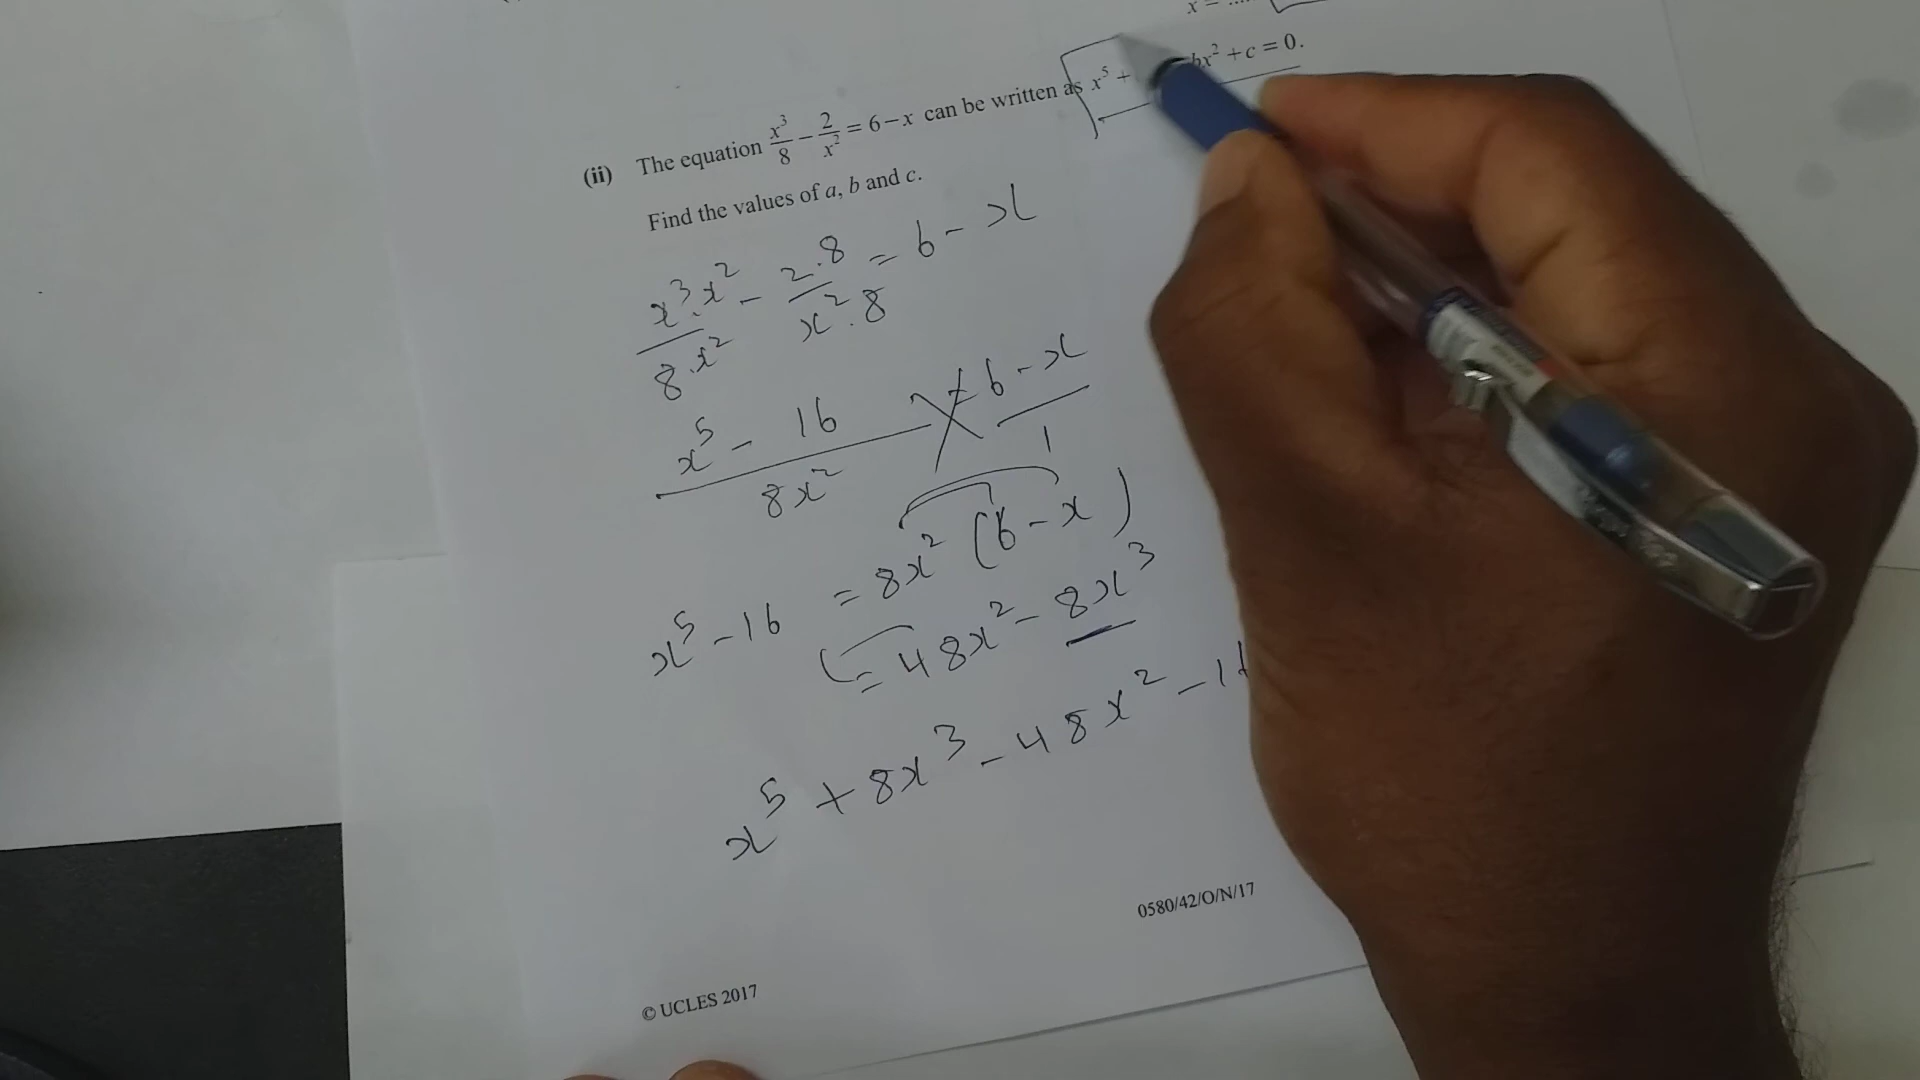 x = ....
(ii) The equation x³/8 − 2/x² = 6 − x can be written as x⁵ + bx² + c = 0.
Find the values of a, b and c.
x³.x²/8.x² − 2.8/x².8 = 6 − x
x⁵ − 16/8x² = 6 − x/1
x⁵ − 16 = 8x² (6 − x)
= 48x² − 8x³
x⁵ + 8x³ − 48x² − 1
0580/42/O/N/17
© UCLES 2017